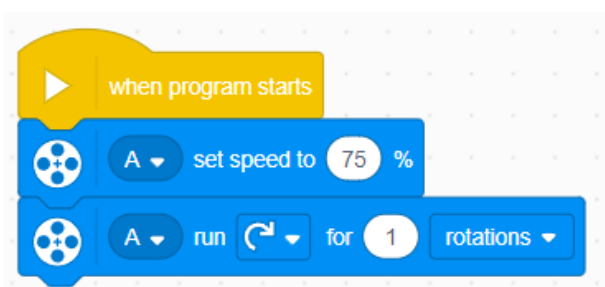 when program starts
A set speed to 75 %
A run for 1 rotations